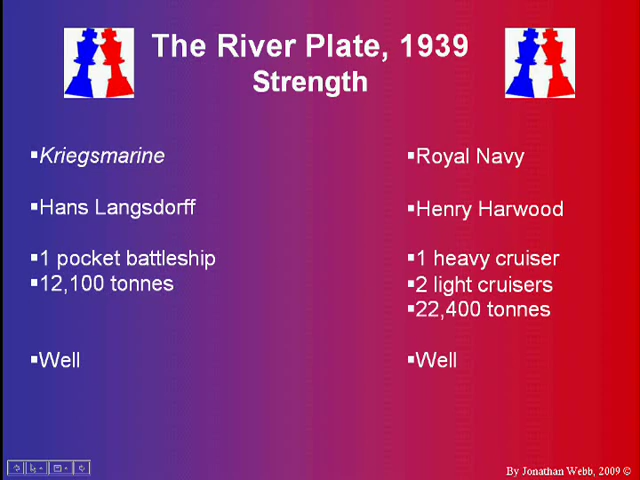 The River Plate, 1939
Strength
▪Kriegsmarine
▪Hans Langsdorff
▪1 pocket battleship
▪12,100 tonnes
▪Well
▪Royal Navy
▪Henry Harwood
▪1 heavy cruiser
▪2 light cruisers
▪22,400 tonnes
▪Well
By Jonathan Webb, 2009 ©